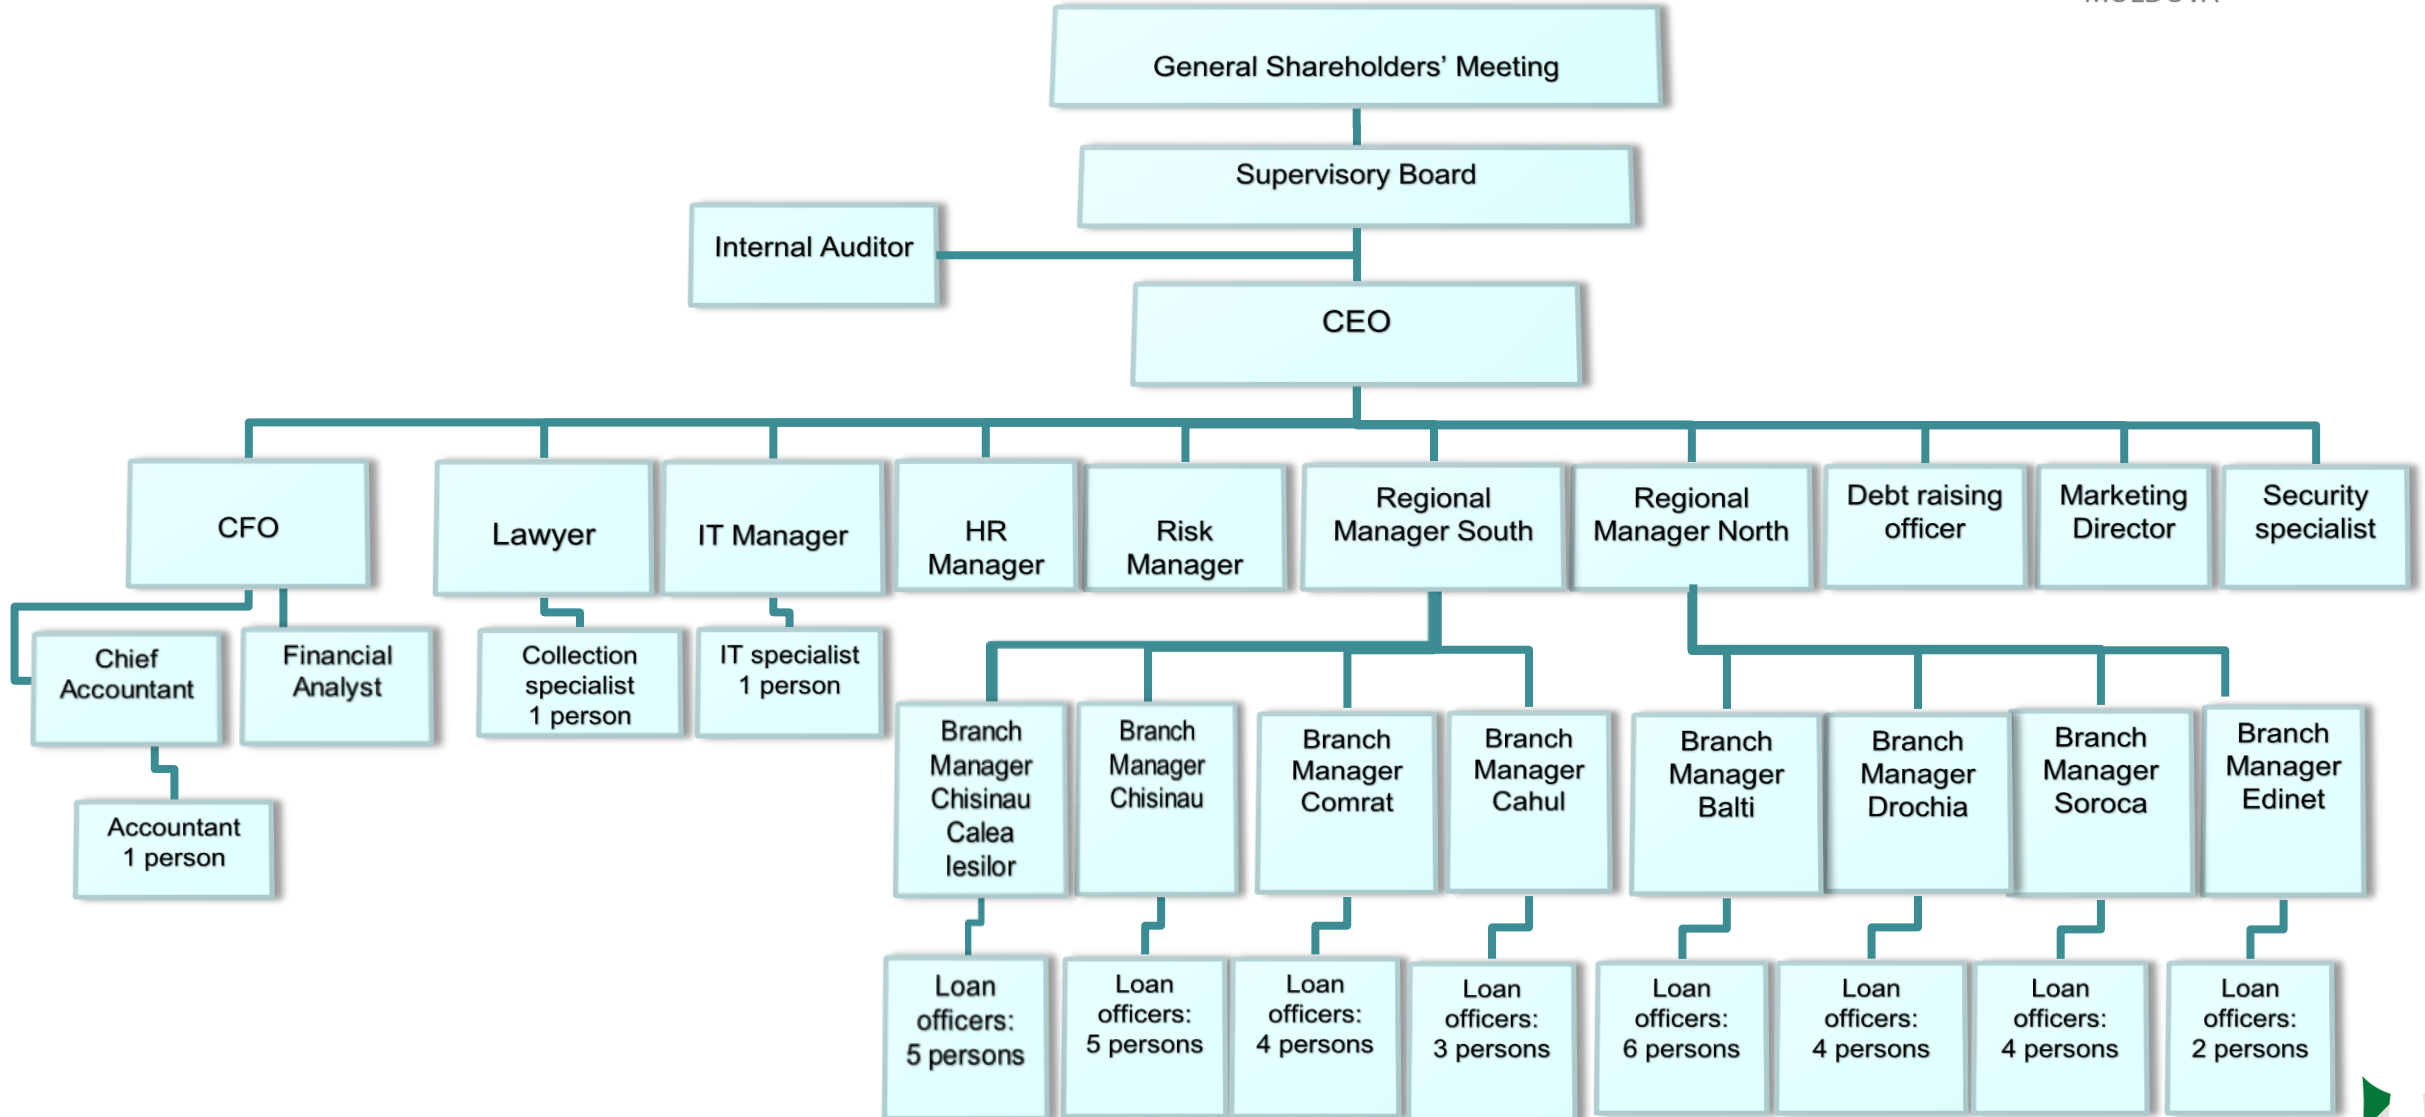 MOLDOVA
General Shareholders’ Meeting
Supervisory Board
Internal Auditor
CEO
CFO
Lawyer
IT Manager
HR
Manager
Risk
Manager
Regional
Manager South
Regional
Manager North
Debt raising
officer
Marketing
Director
Security
specialist
Chief
Accountant
Financial
Analyst
Collection
specialist
1 person
IT specialist
1 person
Accountant
1 person
Branch
Manager
Chisinau
Calea
Iesilor
Branch
Manager
Chisinau
Branch
Manager
Comrat
Branch
Manager
Cahul
Branch
Manager
Balti
Branch
Manager
Drochia
Branch
Manager
Soroca
Branch
Manager
Edinet
Loan
officers:
5 persons
Loan
officers:
5 persons
Loan
officers:
4 persons
Loan
officers:
3 persons
Loan
officers:
6 persons
Loan
officers:
4 persons
Loan
officers:
4 persons
Loan
officers:
2 persons